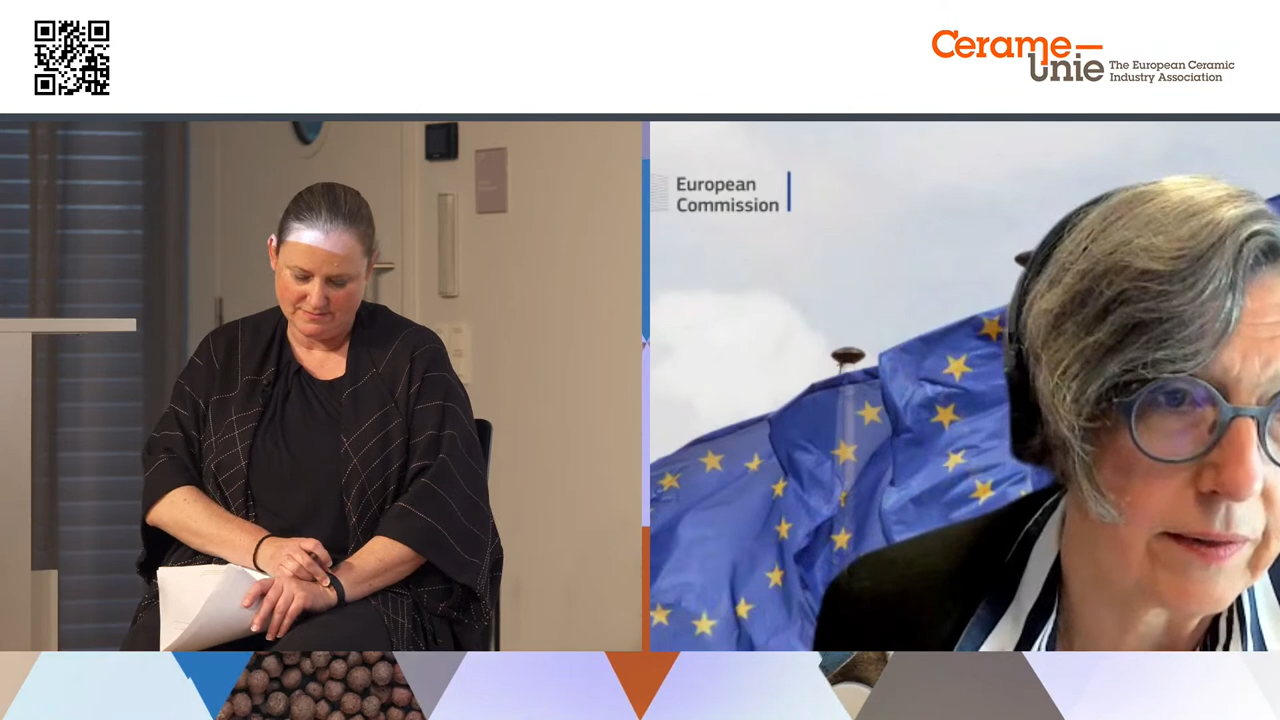 Cerame—
unie
The European Ceramic
Industry Association
European
Commission